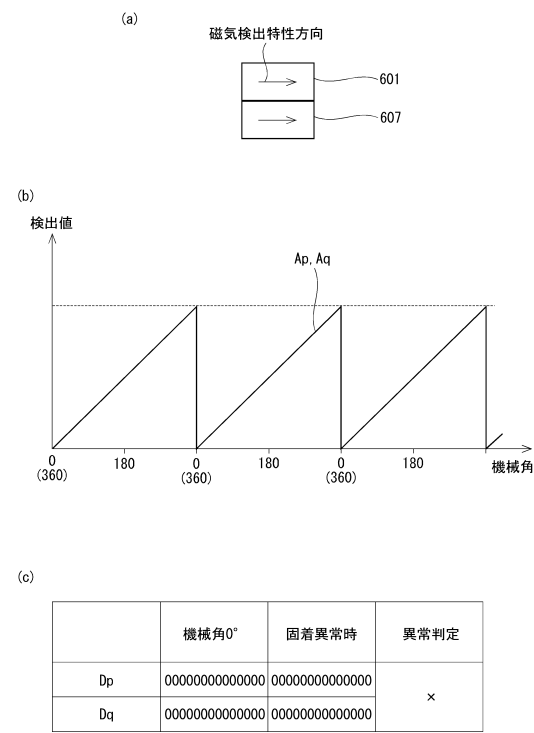 (a)
磁気検出特性方向
601
607
(b)
検出値
Ap, Aq
0 180 0 180 0 180
(360) (360) (360)
機械角
(c)
機械角0° 固着異常時 異常判定
Dp 00000000000000 00000000000000 ×
Dq 00000000000000 00000000000000